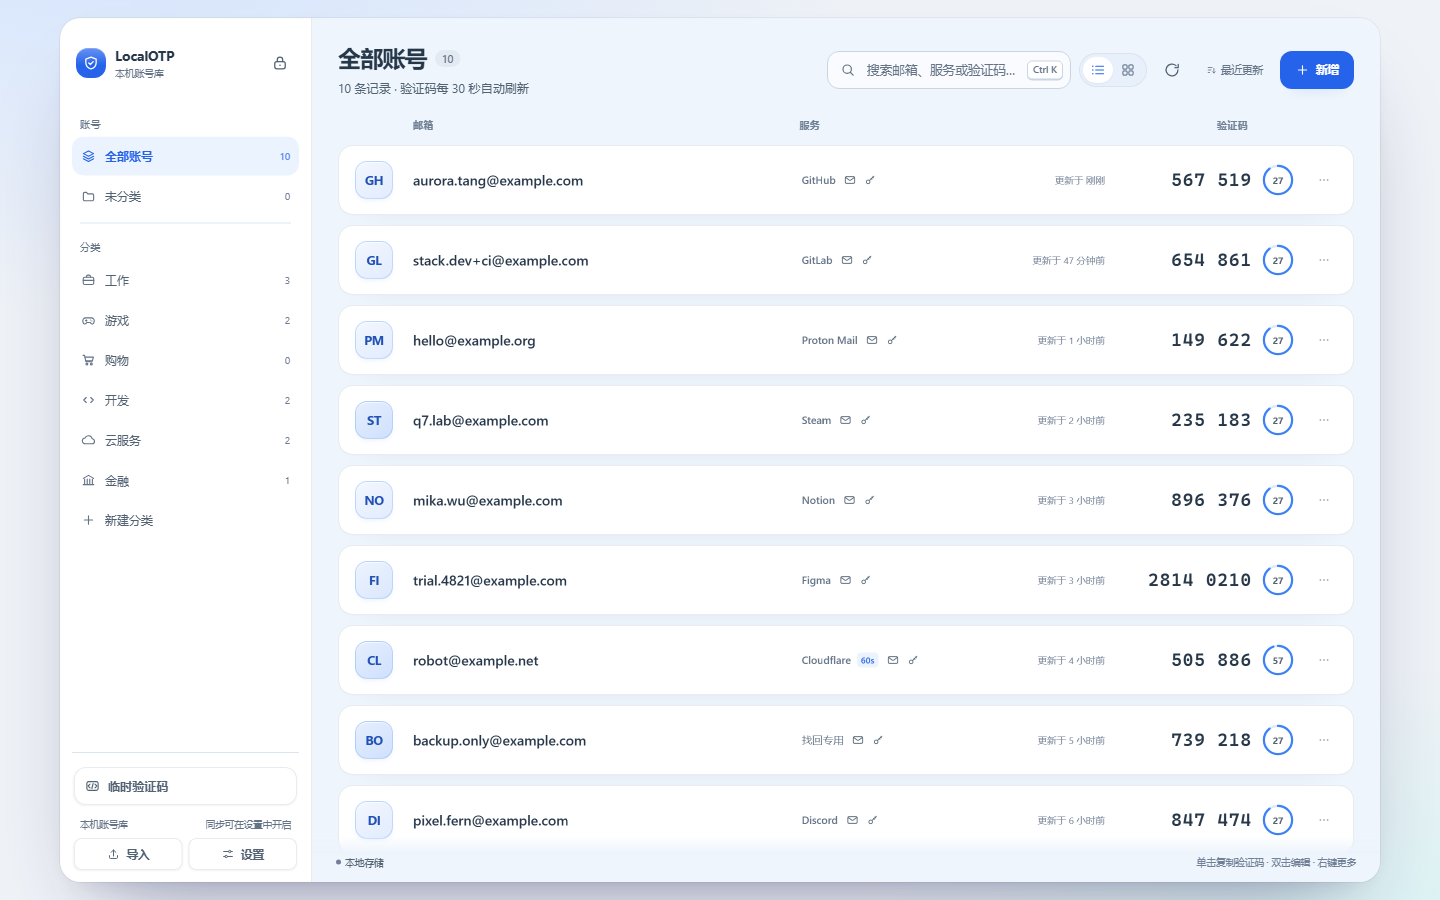 LocalOTP
本机账号库
账号
全部账号 10
未分类 0
分类
工作 3
游戏 2
购物 0
开发 2
云服务 2
金融 1
新建分类
临时验证码
本机账号库 同步可在设置中开启
导入 设置
全部账号 10
10 条记录 · 验证码每 30 秒自动刷新
搜索邮箱、服务或验证码... Ctrl K
最近更新
新增
邮箱 服务 验证码
GH aurora.tang@example.com GitHub 更新于 刚刚 567 519 27
GL stack.dev+ci@example.com GitLab 更新于 47 分钟前 654 861 27
PM hello@example.org Proton Mail 更新于 1 小时前 149 622 27
ST q7.lab@example.com Steam 更新于 2 小时前 235 183 27
NO mika.wu@example.com Notion 更新于 3 小时前 896 376 27
FI trial.4821@example.com Figma 更新于 3 小时前 2814 0210 27
CL robot@example.net Cloudflare 60s 更新于 4 小时前 505 886 57
BO backup.only@example.com 找回专用 更新于 5 小时前 739 218 27
DI pixel.fern@example.com Discord 更新于 6 小时前 847 474 27
本地存储
单击复制验证码 · 双击编辑 · 右键更多